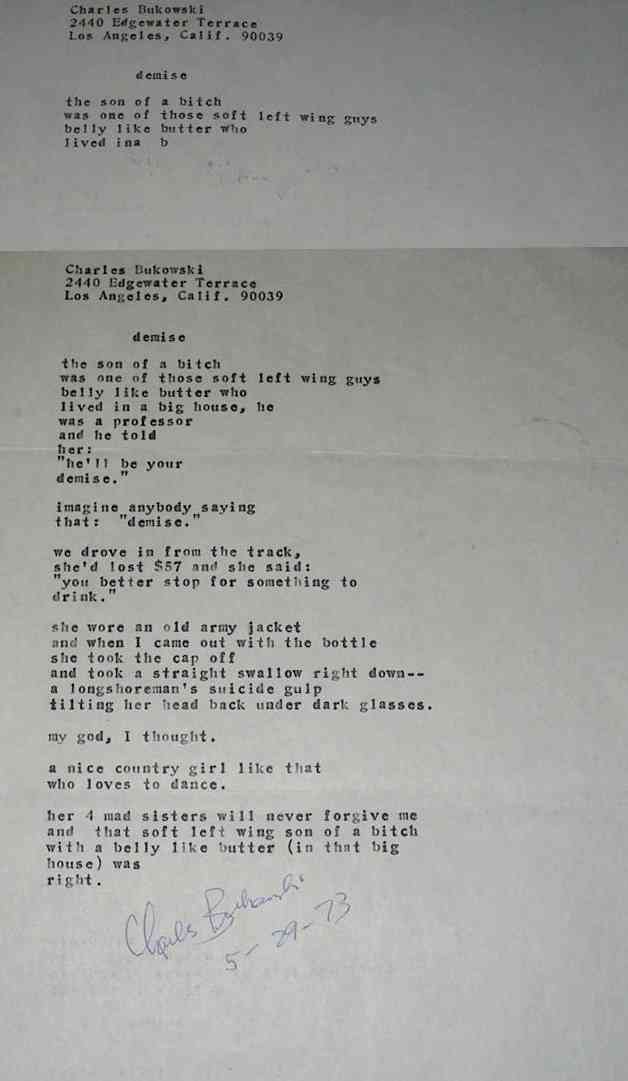 Charles Bukowski
2440 Edgewater Terrace
Los Angeles, Calif. 90039
demise
the son of a bitch
was one of those soft left wing guys
belly like butter who
lived ina b
Charles Bukowski
2440 Edgewater Terrace
Los Angeles, Calif. 90039
demise
the son of a bitch
was one of those soft left wing guys
belly like butter who
lived in a big house, he
was a professor
and he told
her:
"he'll be your
demise."
imagine anybody saying
that: "demise."
we drove in from the track,
she'd lost $57 and she said:
"you better stop for something to
drink."
she wore an old army jacket
and when I came out with the bottle
she took the cap off
and took a straight swallow right down--
a longshoreman's suicide gulp
tilting her head back under dark glasses.
my god, I thought.
a nice country girl like that
who loves to dance.
her 4 mad sisters will never forgive me
and that soft left wing son of a bitch
with a belly like butter (in that big
house) was
right.
Charles Bukowski
5-29-73